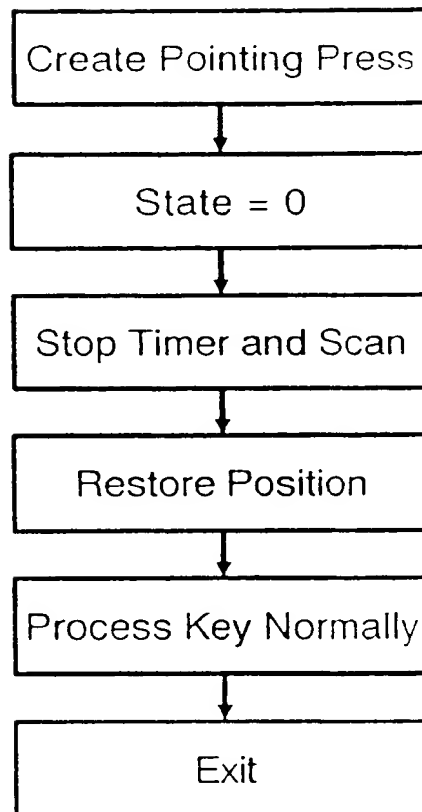 Create Pointing Press
State = 0
Stop Timer and Scan
Restore Position
Process Key Normally
Exit